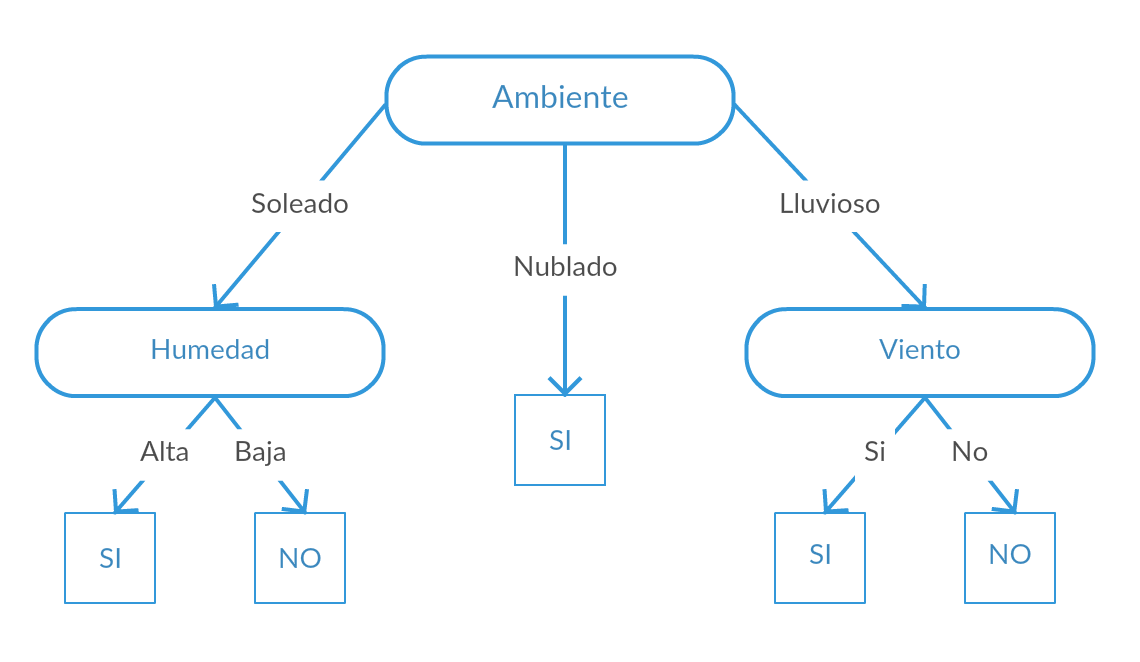 Ambiente
Soleado
Lluvioso
Nublado
Humedad
Viento
Alta
Baja
SI
Si
No
SI
NO
SI
NO